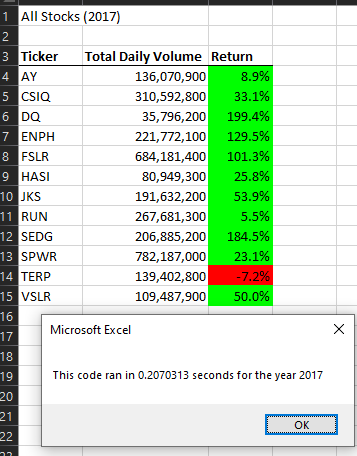 1 All Stocks (2017)
2
3 Ticker Total Daily Volume Return
4 AY 136,070,900 8.9%
5 CSIQ 310,592,800 33.1%
6 DQ 35,796,200 199.4%
7 ENPH 221,772,100 129.5%
8 FSLR 684,181,400 101.3%
9 HASI 80,949,300 25.8%
10 JKS 191,632,200 53.9%
11 RUN 267,681,300 5.5%
12 SEDG 206,885,200 184.5%
13 SPWR 782,187,000 23.1%
14 TERP 139,402,800 -7.2%
15 VSLR 109,487,900 50.0%
16
17
Microsoft Excel
18
19
This code ran in 0.2070313 seconds for the year 2017
20
21
OK
22